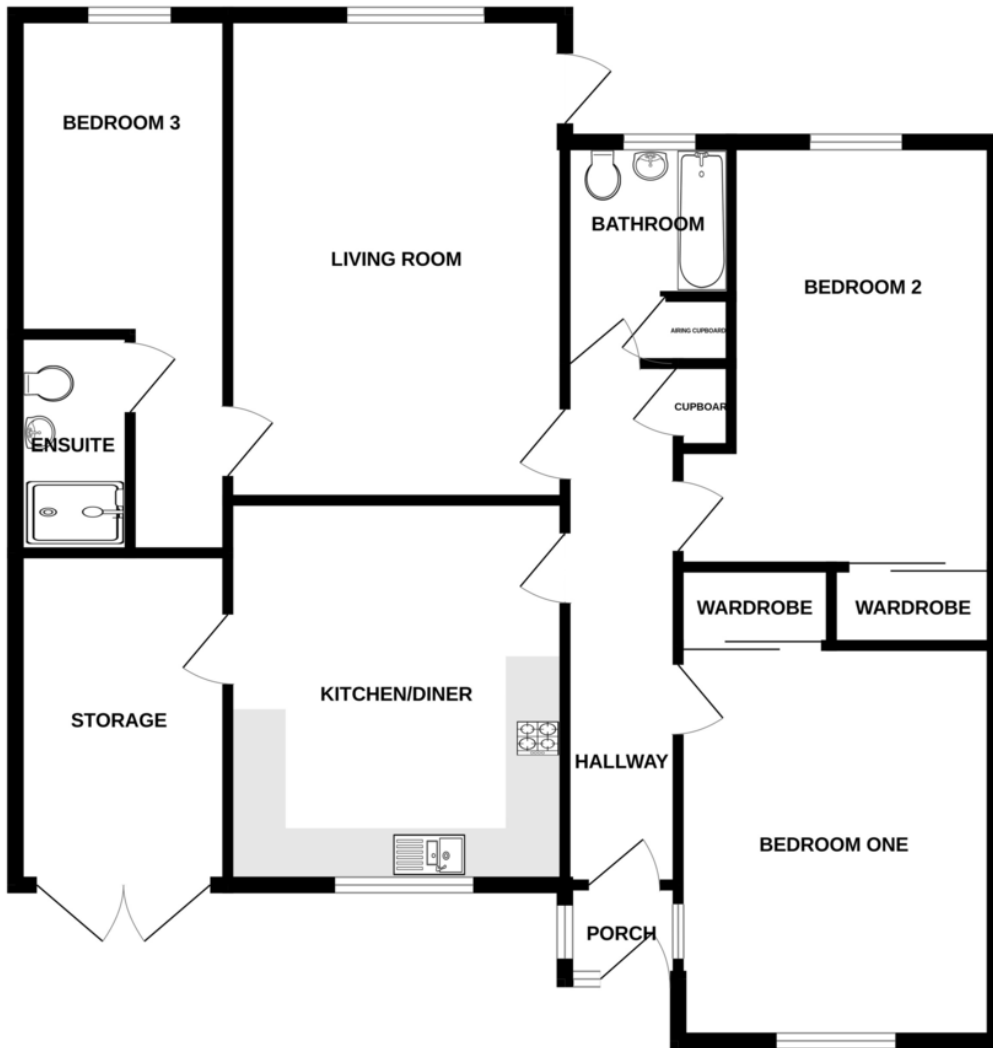 BEDROOM 3
LIVING ROOM
BATHROOM
BEDROOM 2
AIRING CUPBOARD
CUPBOAR
ENSUITE
WARDROBE
WARDROBE
KITCHEN/DINER
STORAGE
HALLWAY
BEDROOM ONE
PORCH